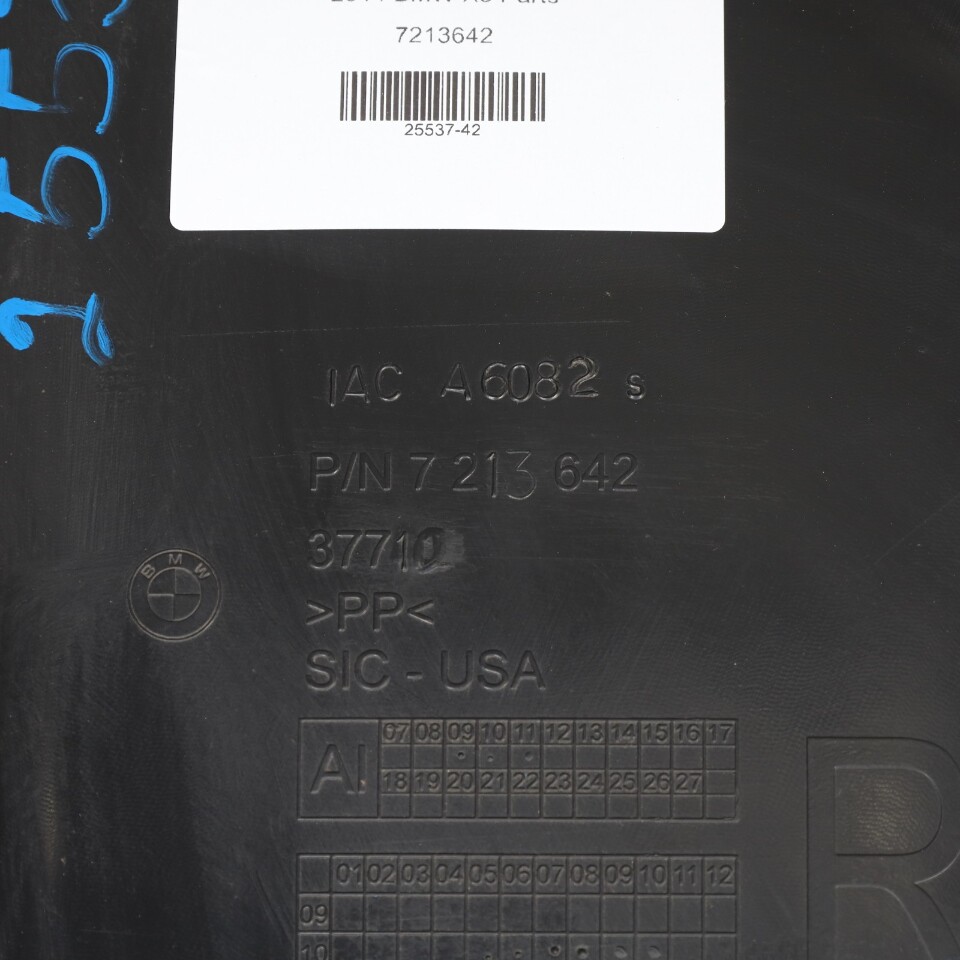 7213642
25537-42
IAC A6082 s
P/N 7 213 642
37710
>PP<
BMW
SIC - USA
AI
07 08 09 10 11 12 13 14 15 16 17
18 19 20 21 22 23 24 25 26 27
01 02 03 04 05 06 07 08 09 10 11 12
09
10
R